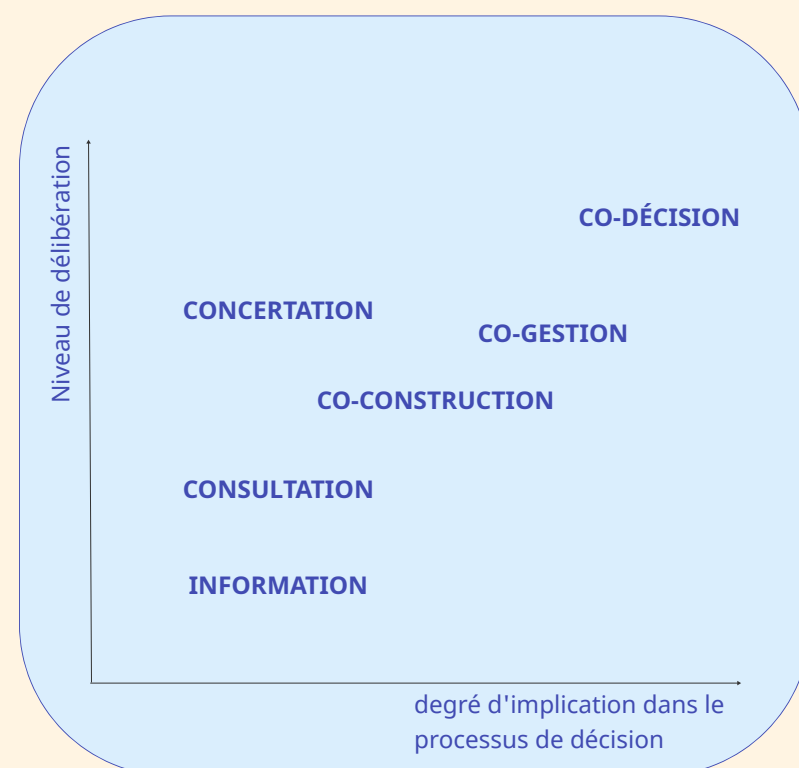 Niveau de délibération
CO-DÉCISION
CONCERTATION
CO-GESTION
CO-CONSTRUCTION
CONSULTATION
INFORMATION
degré d'implication dans le
processus de décision